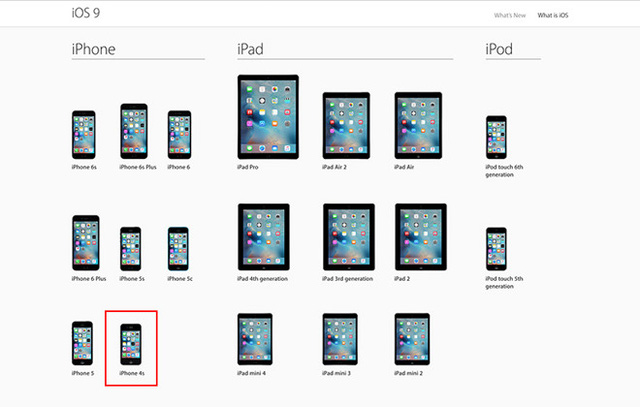 iOS 9
What's New
What is iOS
iPhone
iPad
iPod
iPhone 6s
iPhone 6s Plus
iPhone 6
iPad Pro
iPad Air 2
iPad Air
iPod touch 6th
generation
iPhone 6 Plus
iPhone 5s
iPhone 5c
iPad 4th generation
iPad 3rd generation
iPad 2
iPod touch 5th
generation
iPhone 5
iPhone 4s
iPad mini 4
iPad mini 3
iPad mini 2